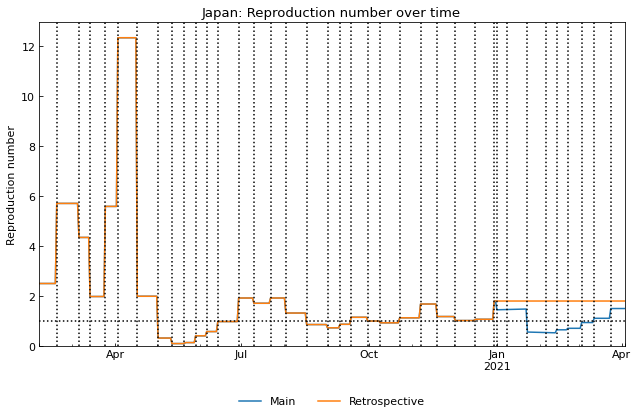 Japan: Reproduction number over time
Reproduction number
12
10
8
6
4
2
0
Apr
Jul
Oct
Jan
2021
Apr
Main
Retrospective